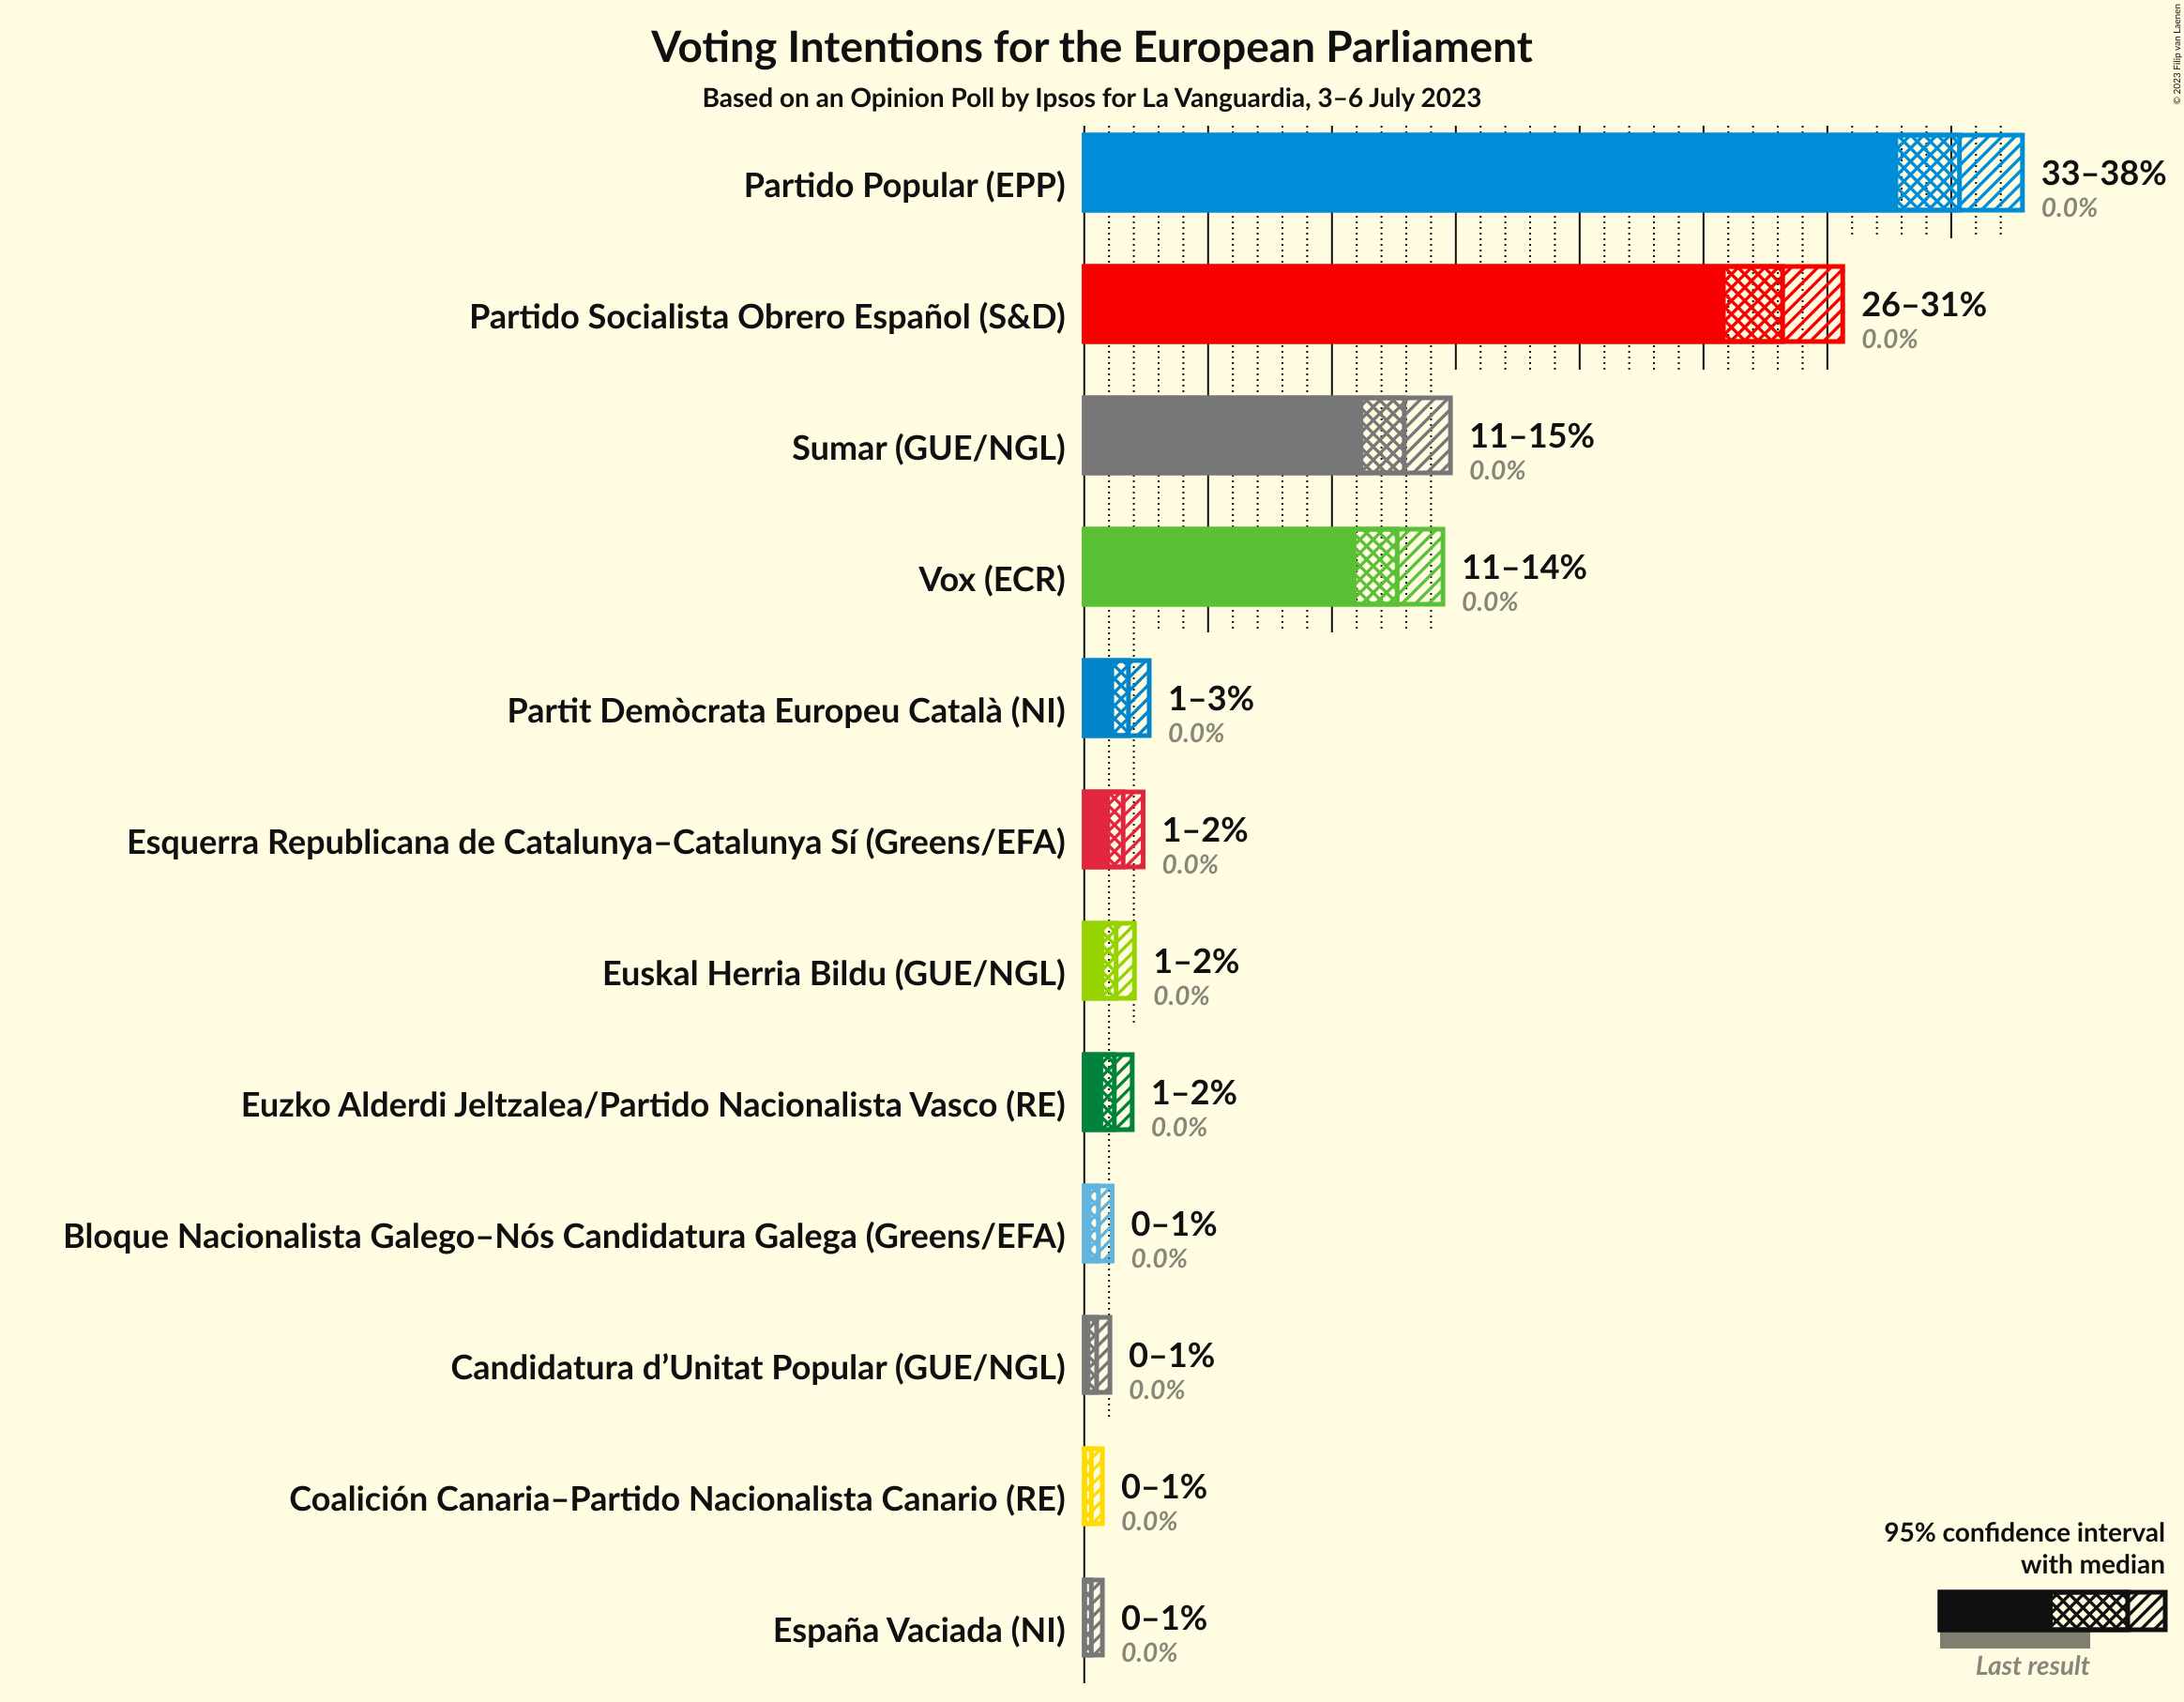 © 2023 Filip van Laenen
Voting Intentions for the European Parliament
Based on an Opinion Poll by Ipsos for La Vanguardia, 3–6 July 2023
Partido Popular (EPP)
33–38%
0.0%
Partido Socialista Obrero Español (S&D)
26–31%
0.0%
Sumar (GUE/NGL)
11–15%
0.0%
Vox (ECR)
11–14%
0.0%
Partit Demòcrata Europeu Català (NI)
1–3%
0.0%
Esquerra Republicana de Catalunya–Catalunya Sí (Greens/EFA)
1–2%
0.0%
Euskal Herria Bildu (GUE/NGL)
1–2%
0.0%
Euzko Alderdi Jeltzalea/Partido Nacionalista Vasco (RE)
1–2%
0.0%
Bloque Nacionalista Galego–Nós Candidatura Galega (Greens/EFA)
0–1%
0.0%
Candidatura d’Unitat Popular (GUE/NGL)
0–1%
0.0%
Coalición Canaria–Partido Nacionalista Canario (RE)
0–1%
0.0%
España Vaciada (NI)
0–1%
0.0%
95% confidence interval
with median
Last result